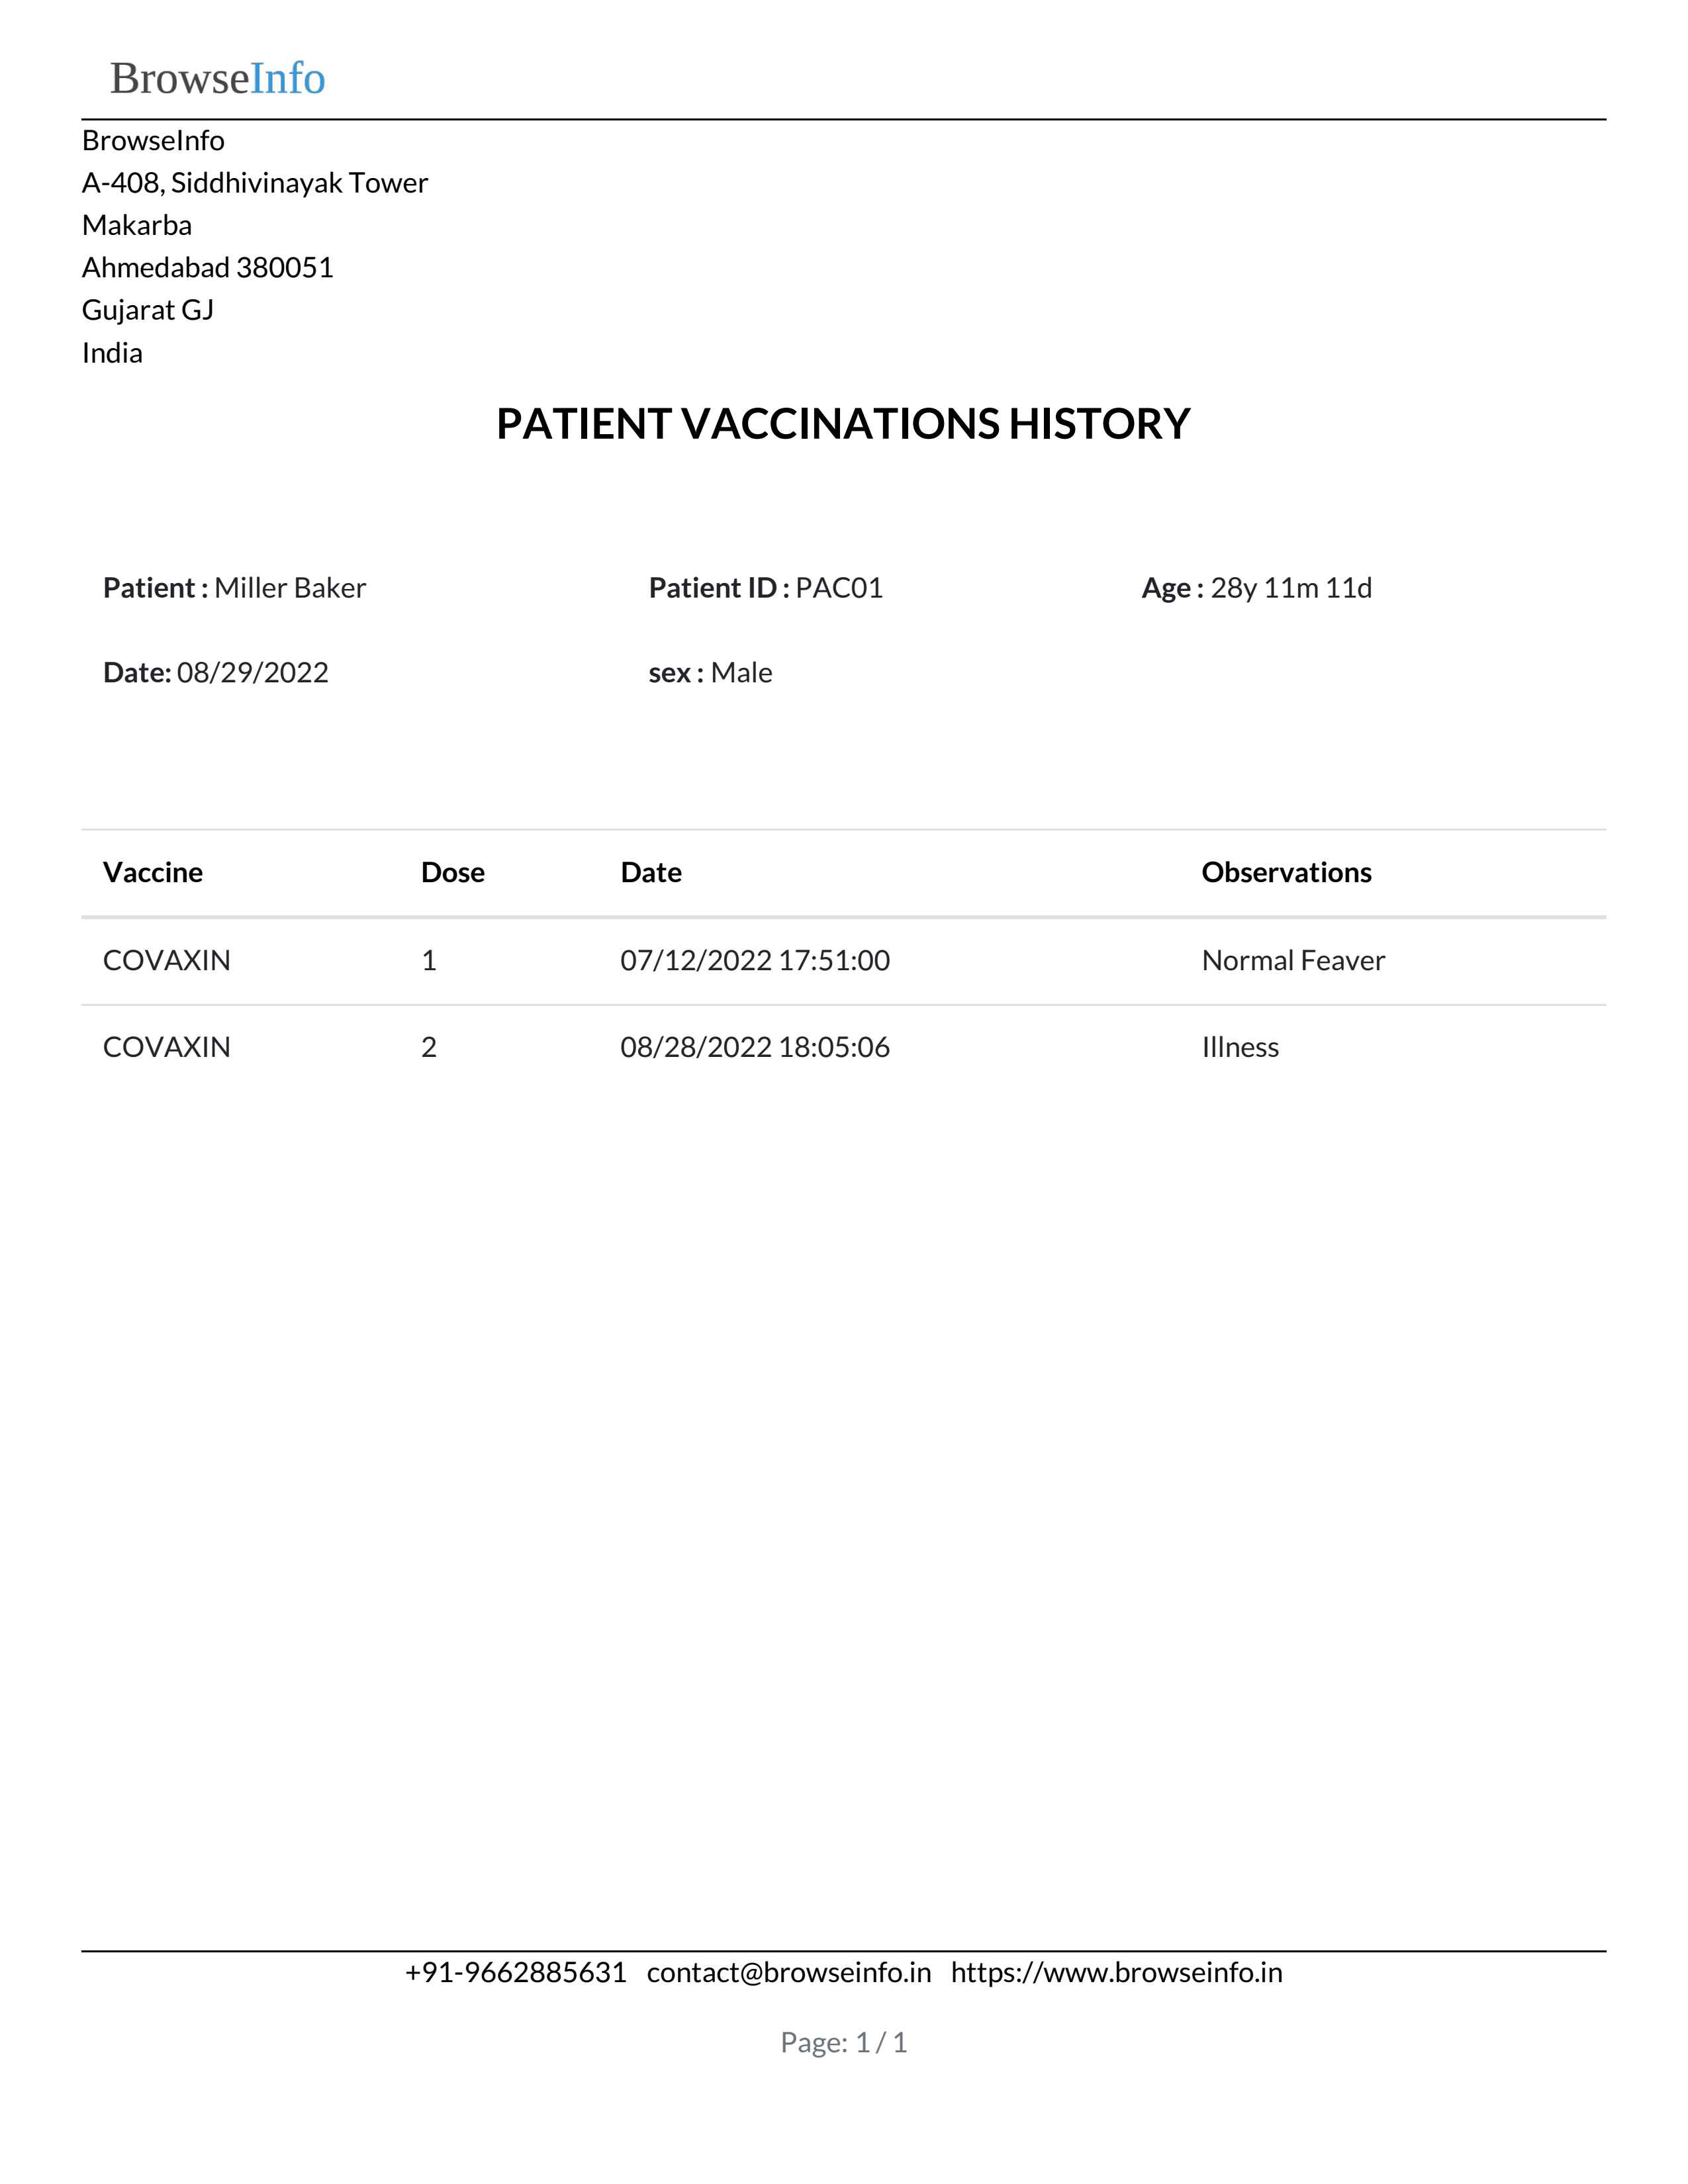 BrowseInfo
BrowseInfo
A-408, Siddhivinayak Tower
Makarba
Ahmedabad 380051
Gujarat GJ
India
PATIENT VACCINATIONS HISTORY
Patient : Miller Baker Patient ID : PAC01 Age : 28y 11m 11d
Date: 08/29/2022 sex : Male
Vaccine Dose Date Observations
COVAXIN 1 07/12/2022 17:51:00 Normal Feaver
COVAXIN 2 08/28/2022 18:05:06 Illness
+91-9662885631 contact@browseinfo.in https://www.browseinfo.in
Page: 1 / 1